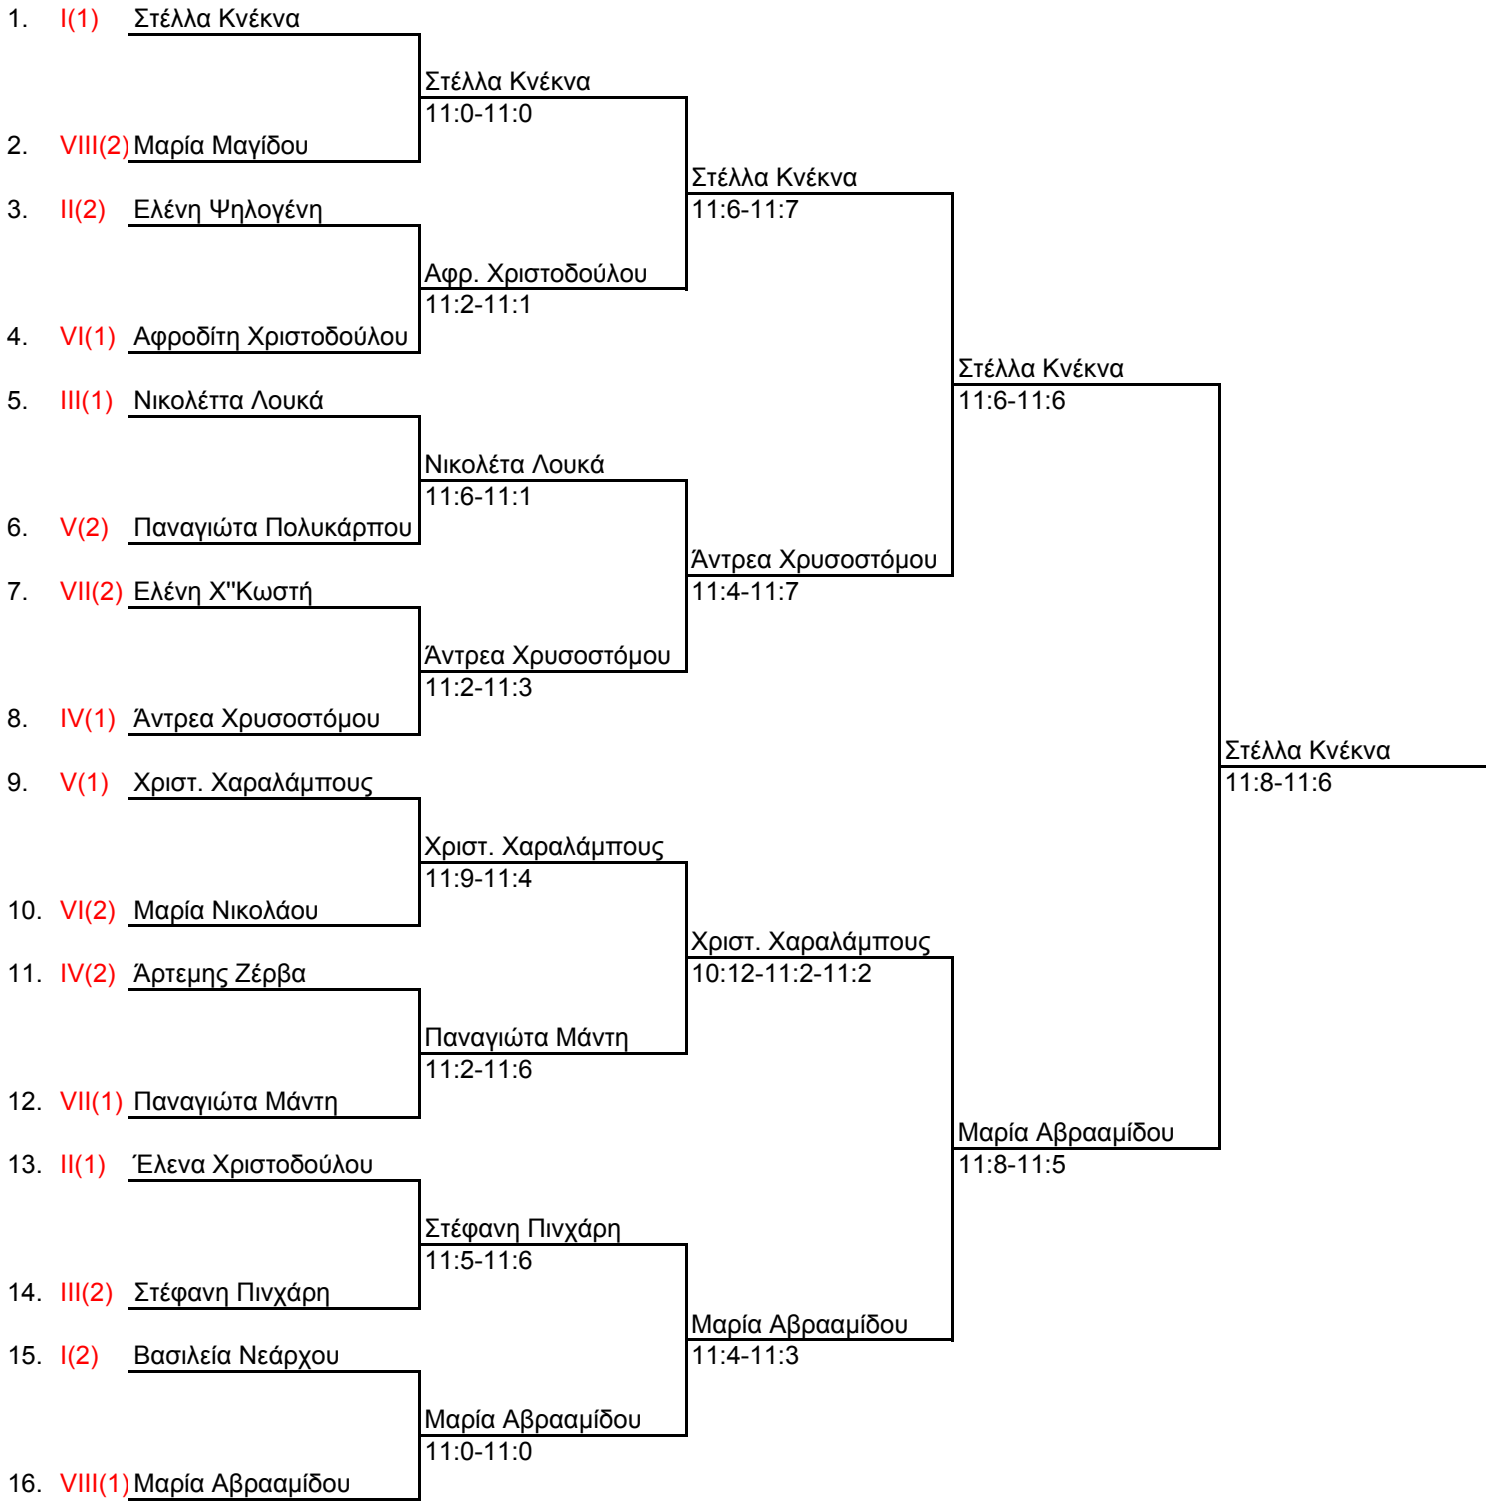 1. I(1) Στέλλα Κνέκνα
Στέλλα Κνέκνα
11:0-11:0
2. VIII(2) Μαρία Μαγίδου
Στέλλα Κνέκνα
3. II(2) Ελένη Ψηλογένη
11:6-11:7
Αφρ. Χριστοδούλου
11:2-11:1
4. VI(1) Αφροδίτη Χριστοδούλου
Στέλλα Κνέκνα
5. III(1) Νικολέττα Λουκά
11:6-11:6
Νικολέτα Λουκά
11:6-11:1
6. V(2) Παναγιώτα Πολυκάρπου
Άντρεα Χρυσοστόμου
7. VII(2) Ελένη Χ"Κωστή
11:4-11:7
Άντρεα Χρυσοστόμου
11:2-11:3
8. IV(1) Άντρεα Χρυσοστόμου
Στέλλα Κνέκνα
9. V(1) Χριστ. Χαραλάμπους
11:8-11:6
Χριστ. Χαραλάμπους
11:9-11:4
10. VI(2) Μαρία Νικολάου
Χριστ. Χαραλάμπους
11. IV(2) Άρτεμης Ζέρβα
10:12-11:2-11:2
Παναγιώτα Μάντη
11:2-11:6
12. VII(1) Παναγιώτα Μάντη
Μαρία Αβρααμίδου
13. II(1) Έλενα Χριστοδούλου
11:8-11:5
Στέφανη Πινχάρη
11:5-11:6
14. III(2) Στέφανη Πινχάρη
Μαρία Αβρααμίδου
15. I(2) Βασιλεία Νεάρχου
11:4-11:3
Μαρία Αβρααμίδου
11:0-11:0
16. VIII(1) Μαρία Αβρααμίδου